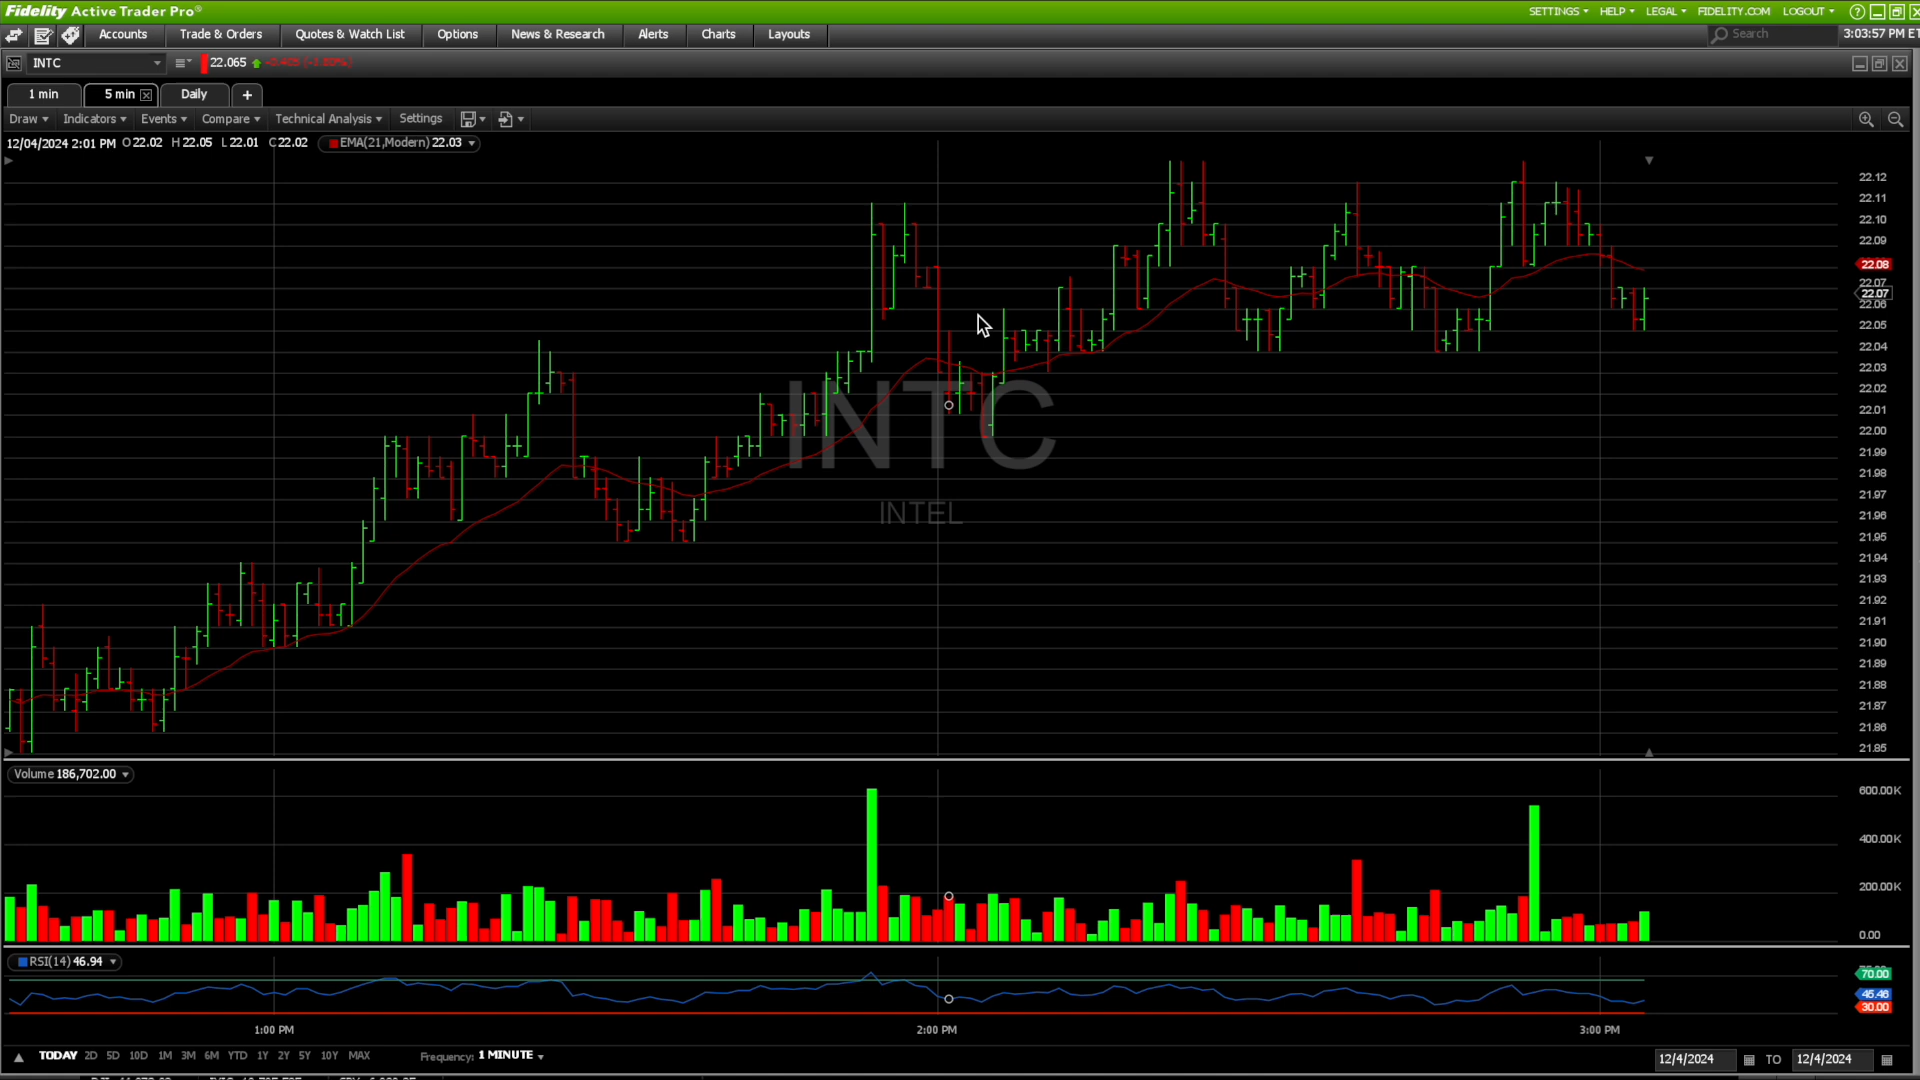 Fidelity Active Trader Pro®
SETTINGS HELP LEGAL FIDELITY.COM LOGOUT
Accounts Trade & Orders Quotes & Watch List Options News & Research Alerts Charts Layouts Search 3:03:57 PM ET
INTC 22.065
1 min 5 min Daily +
Draw Indicators Events Compare Technical Analysis Settings
12/04/2024 2:01 PM O 22.02 H 22.05 L 22.01 C 22.02 EMA(21,Modern) 22.03
22.12
22.11
22.10
22.09
22.08
22.07
22.07
22.06
22.05
22.04
22.03
22.02
22.01
22.00
21.99
21.98
21.97
21.96
21.95
21.94
21.93
21.92
21.91
21.90
21.89
21.88
21.87
21.86
21.85
INTC
INTEL
Volume 186,702.00
600.00K
400.00K
200.00K
0.00
RSI(14) 46.94
70.00
45.46
30.00
1:00 PM 2:00 PM 3:00 PM
TODAY 2D 5D 10D 1M 3M 6M YTD 1Y 2Y 5Y 10Y MAX Frequency: 1 MINUTE 12/4/2024 TO 12/4/2024